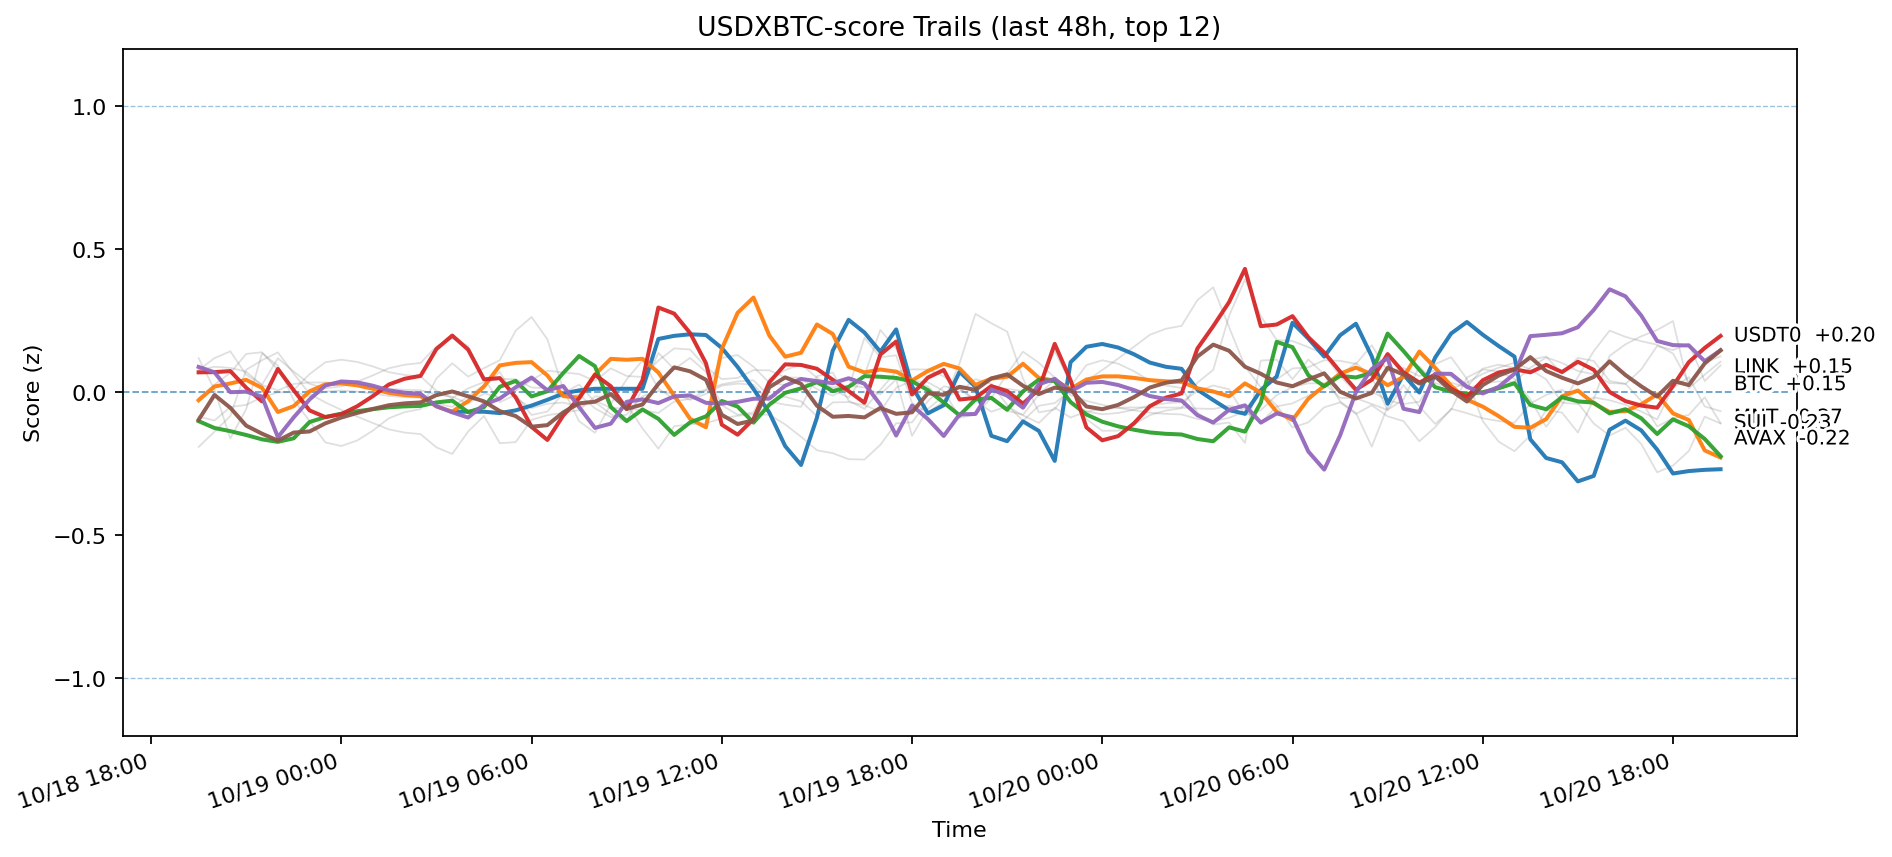 USDXBTC-score Trails (last 48h, top 12)
Score (z)
1.0
0.5
0.0
−0.5
−1.0
USDT0 +0.20
LINK +0.15
BTC +0.15
MNT -0.27
SUI -0.23
AVAX -0.22
10/18 18:00
10/19 00:00
10/19 06:00
10/19 12:00
10/19 18:00
10/20 00:00
10/20 06:00
10/20 12:00
10/20 18:00
Time